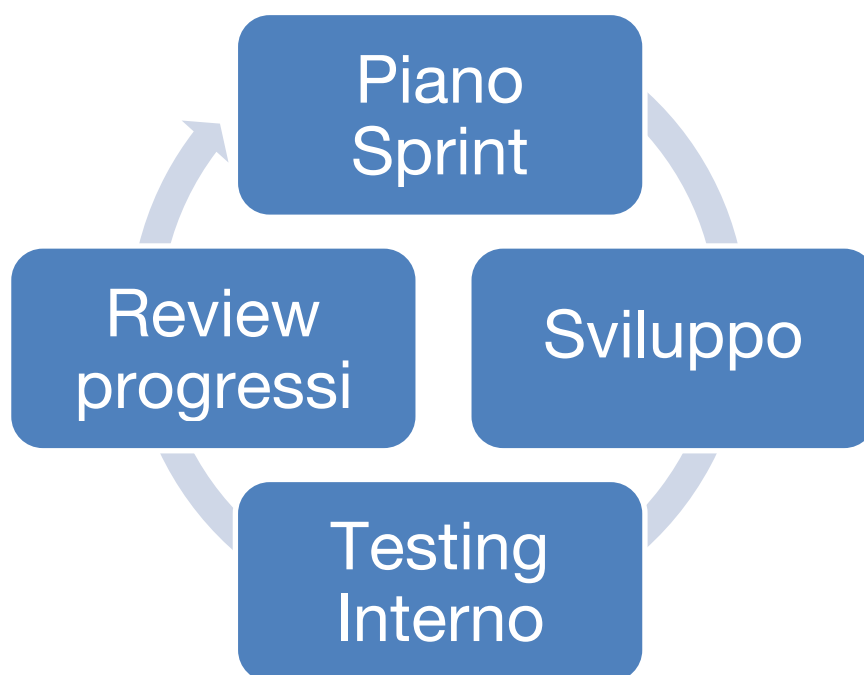 Piano
Sprint
Sviluppo
Testing
Interno
Review
progressi